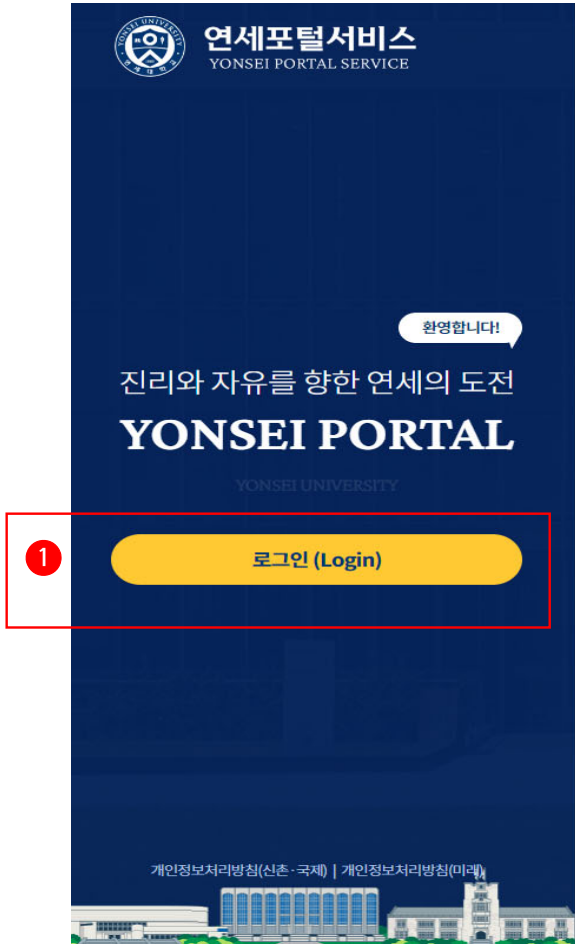 연세포털서비스
YONSEI PORTAL SERVICE
환영합니다!
진리와 자유를 향한 연세의 도전
YONSEI PORTAL
YONSEI UNIVERSITY
1
로그인 (Login)
개인정보처리방침(신촌·국제) | 개인정보처리방침(미래)